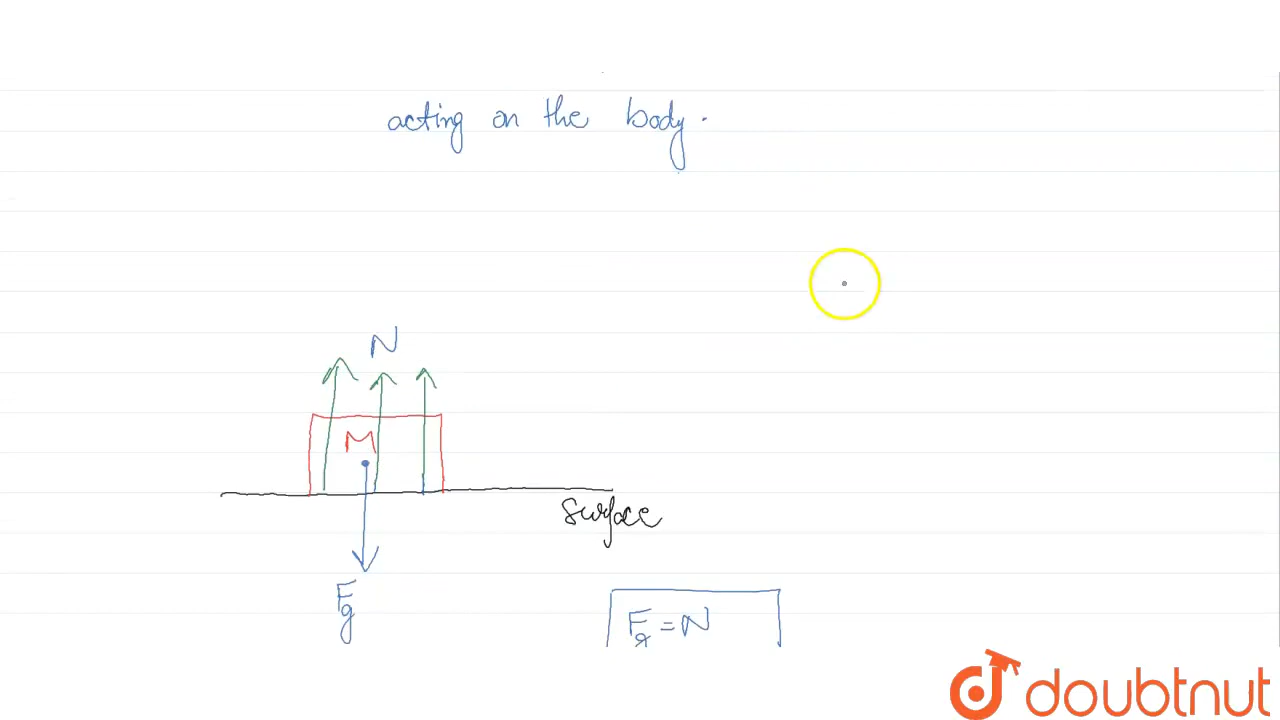 acting on the body.
N
M
Surface
Fg
Fg = N
doubtnut